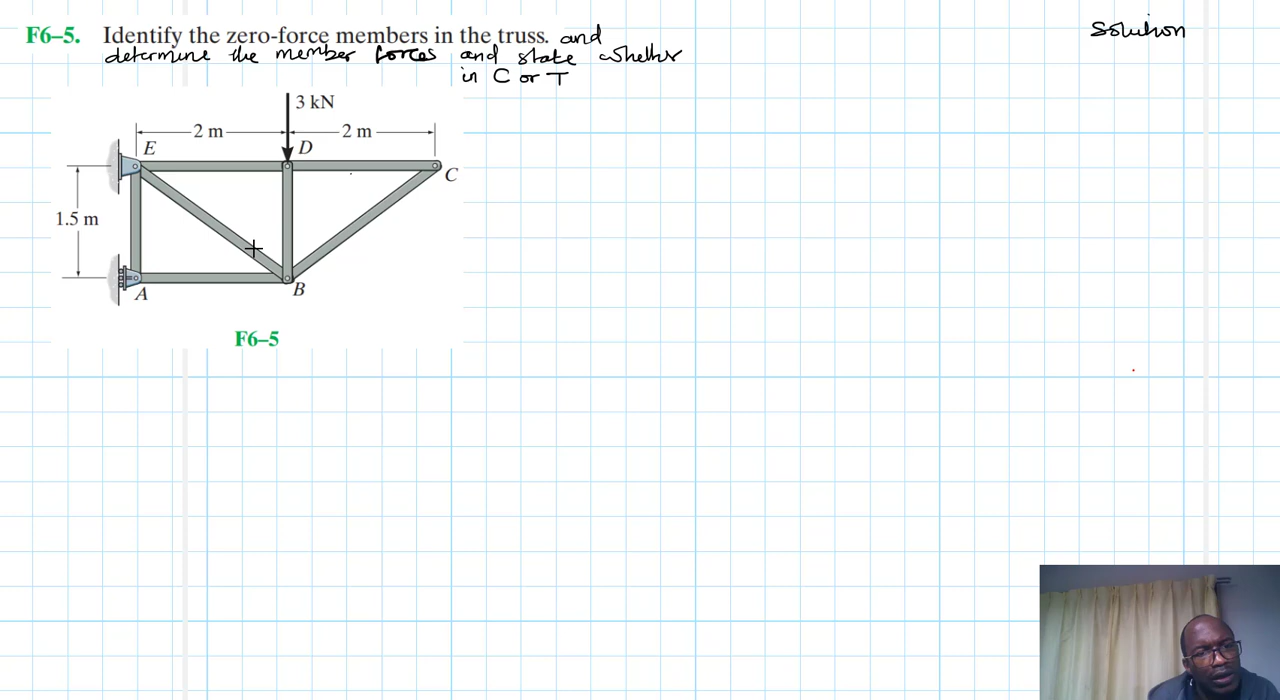 F6–5. Identify the zero-force members in the truss. and
determine the member forces and state whether
in C or T
Solution
3 kN
2 m
2 m
E
D
C
1.5 m
A
B
F6–5